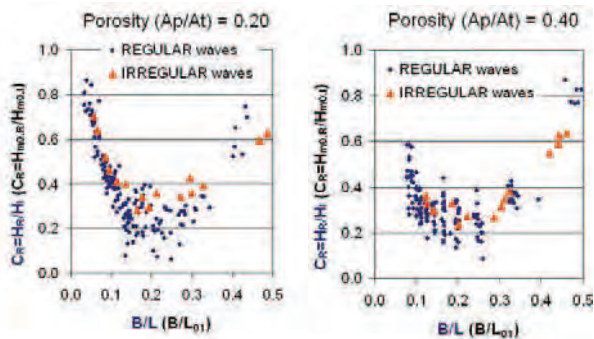 Porosity (Ap/At) = 0.20
CR=HR/Hi (CR=Hm0,R/Hm0,I)
1.0
0.8
0.6
0.4
0.2
0.0
REGULAR waves
IRREGULAR waves
0.0 0.1 0.2 0.3 0.4 0.5
B/L (B/L01)
Porosity (Ap/At) = 0.40
CR=HR/Hi (CR=Hm0,R/Hm0,I)
1.0
0.8
0.6
0.4
0.2
0.0
REGULAR waves
IRREGULAR waves
0.0 0.1 0.2 0.3 0.4 0.5
B/L (B/L01)